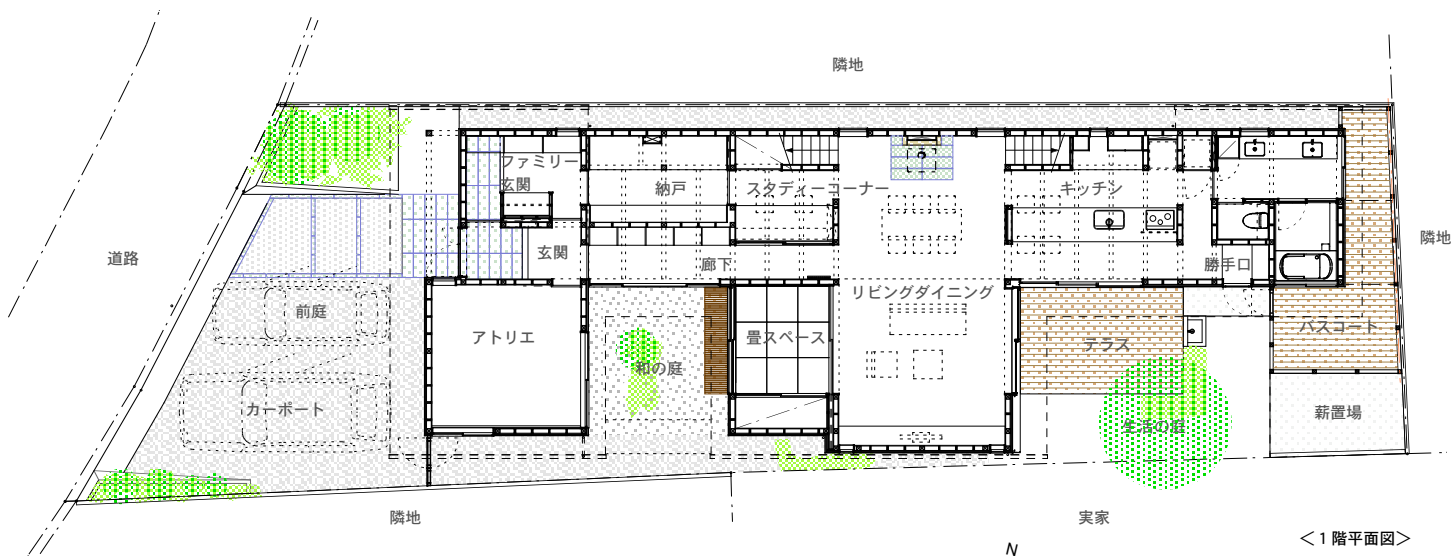 隣地
ファミリー
玄関
納戸
スタディーコーナー
キッチン
道路
玄関
廊下
勝手口
隣地
リビングダイニング
前庭
アトリエ
和の庭
畳スペース
テラス
バスコート
カーポート
薪置場
生活の庭
隣地
実家
N
＜1階平面図＞